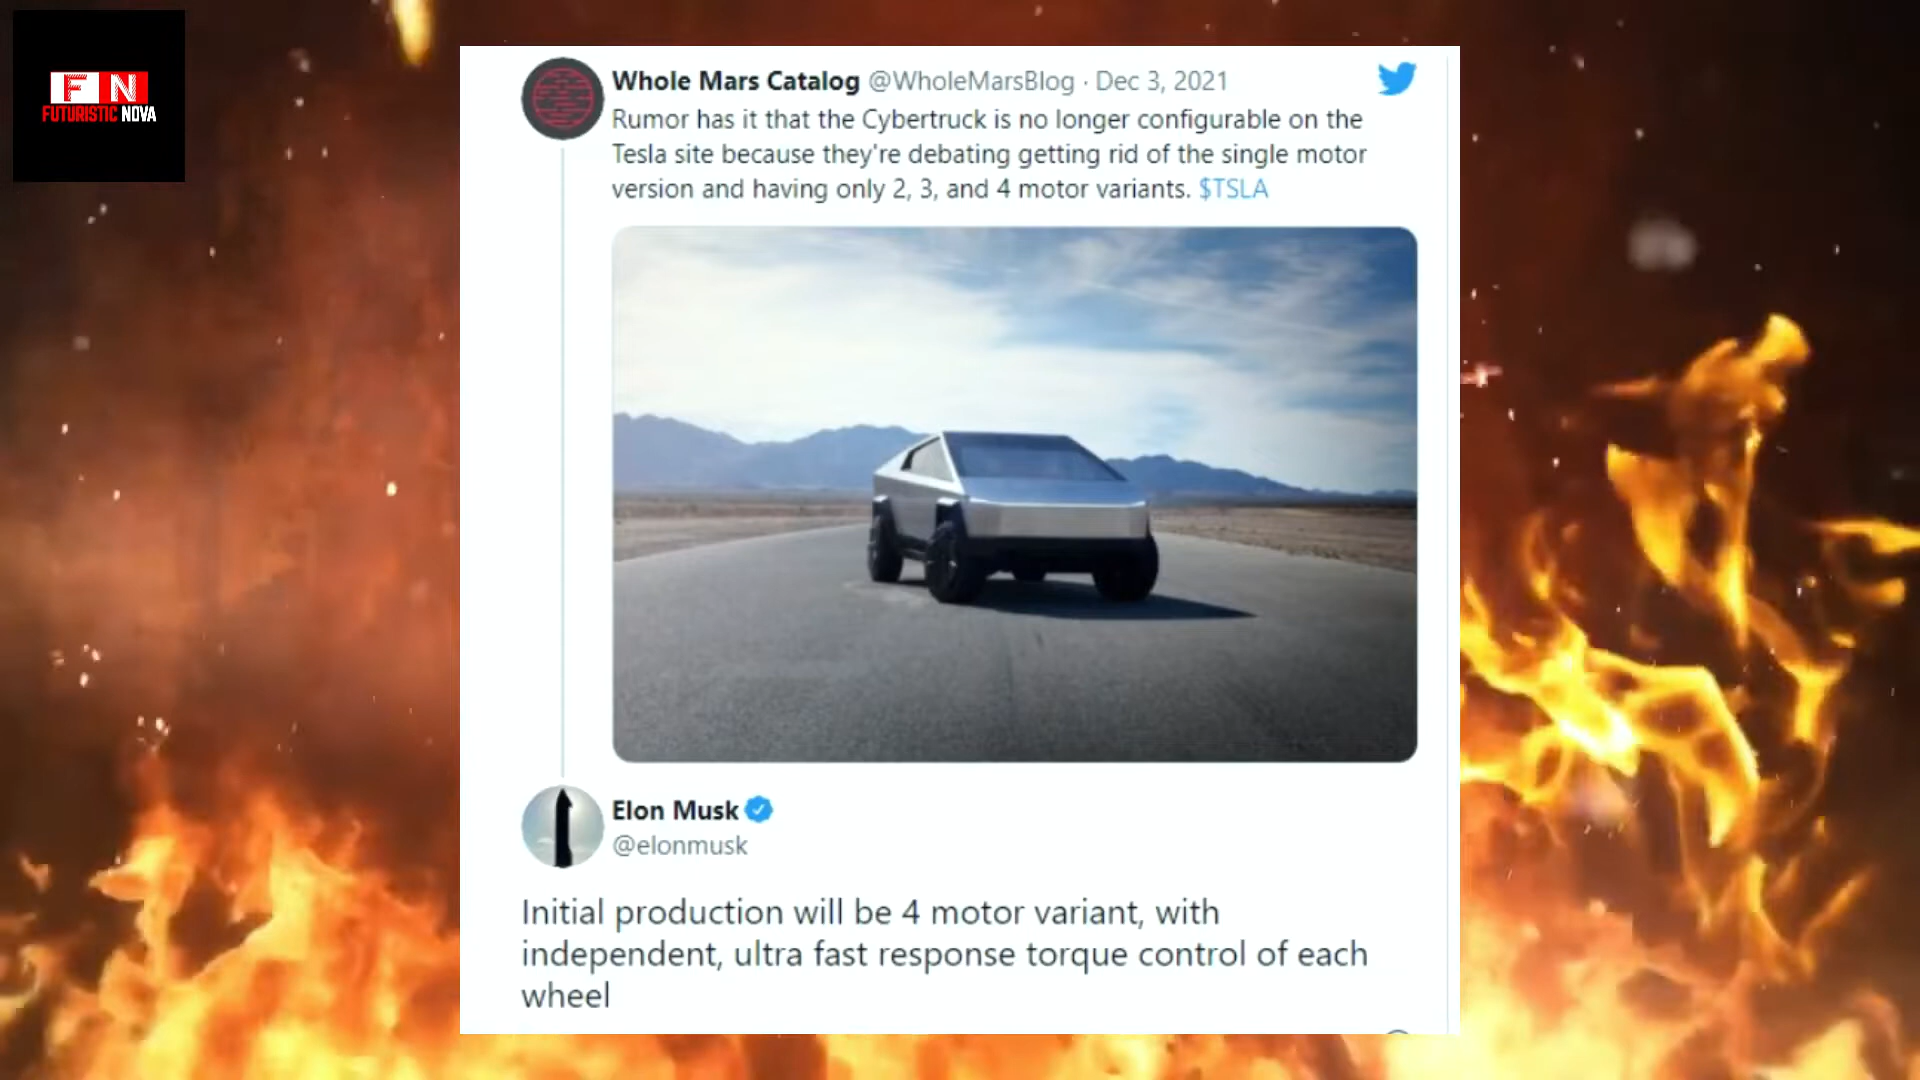 FN
FUTURISTIC NOVA
Whole Mars Catalog @WholeMarsBlog · Dec 3, 2021
Rumor has it that the Cybertruck is no longer configurable on the
Tesla site because they're debating getting rid of the single motor
version and having only 2, 3, and 4 motor variants. $TSLA
Elon Musk
@elonmusk
Initial production will be 4 motor variant, with
independent, ultra fast response torque control of each
wheel